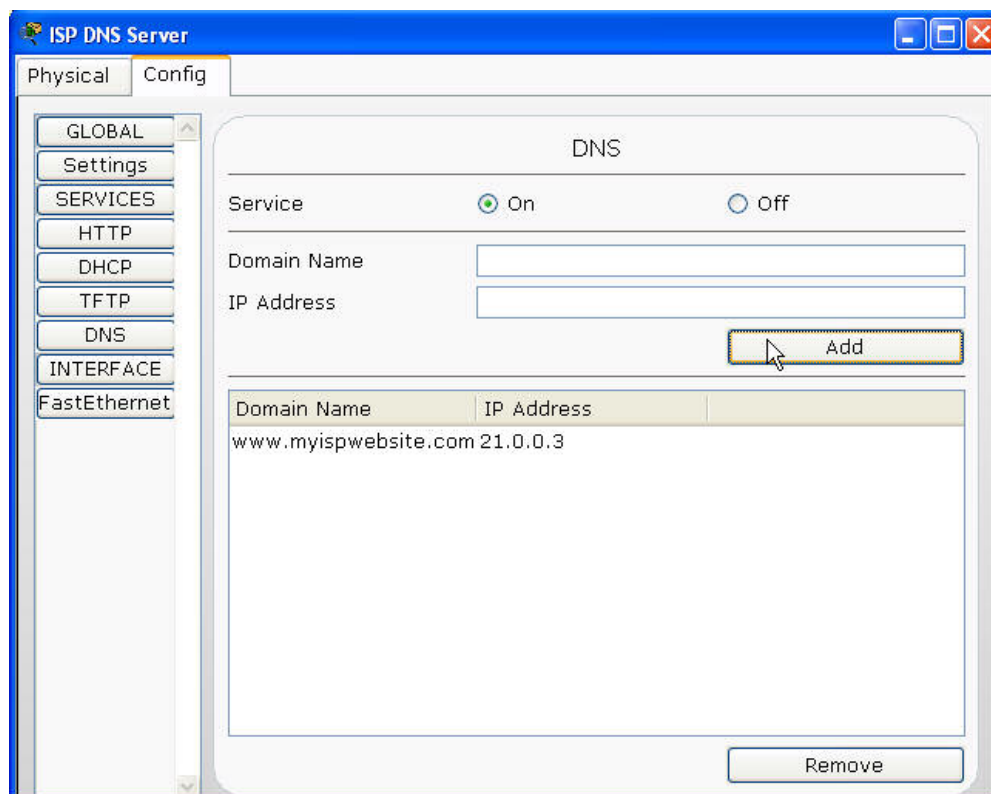 ISP DNS Server
Physical
Config
GLOBAL
Settings
SERVICES
HTTP
DHCP
TFTP
DNS
INTERFACE
FastEthernet
DNS
Service
On
Off
Domain Name
IP Address
Add
Domain Name IP Address
www.myispwebsite.com 21.0.0.3
Remove